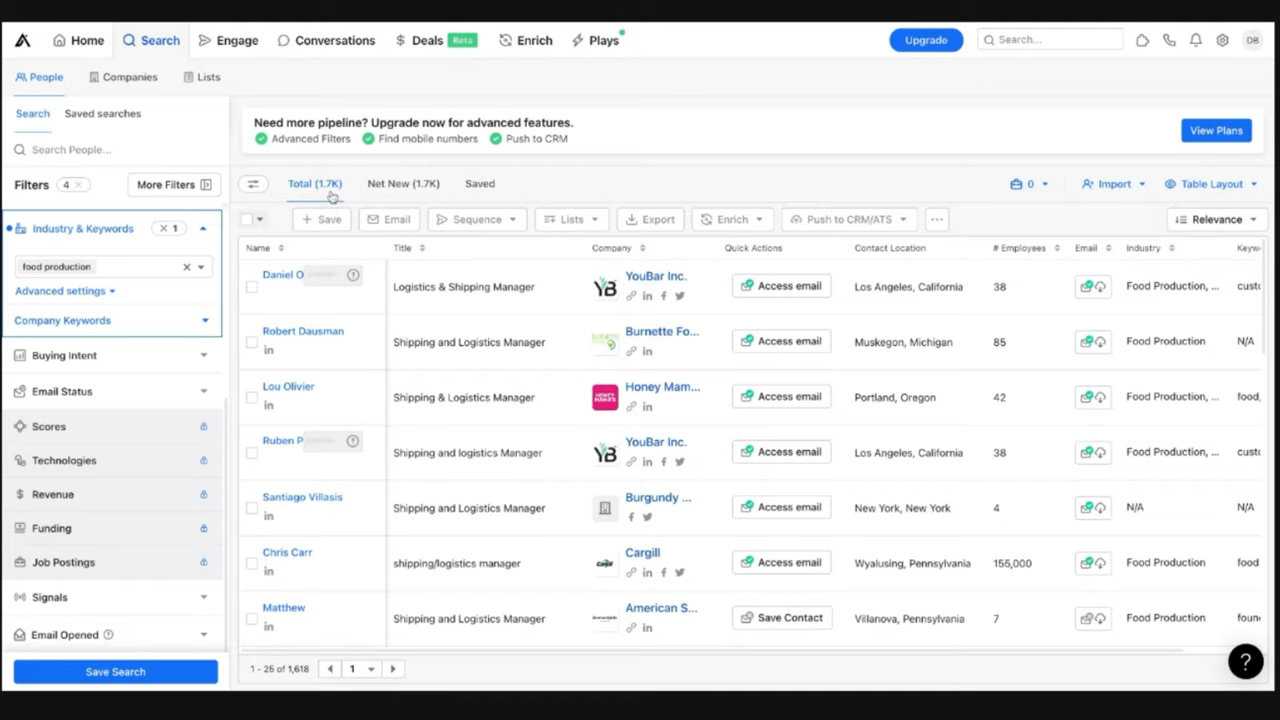 Home Search Engage Conversations Deals Beta Enrich Plays Upgrade Search... DB
People Companies Lists
Search Saved searches
Search People...
Filters 4 More Filters
Industry & Keywords 1
food production
Advanced settings
Company Keywords
Buying Intent
Email Status
Scores
Technologies
Revenue
Funding
Job Postings
Signals
Email Opened
Save Search
Need more pipeline? Upgrade now for advanced features.
Advanced Filters Find mobile numbers Push to CRM
View Plans
Total (1.7K) Net New (1.7K) Saved 0 Import Table Layout
+ Save Email Sequence Lists Export Enrich Push to CRM/ATS ... Relevance
Name Title Company Quick Actions Contact Location # Employees Email Industry Keyw
Daniel O Logistics & Shipping Manager YB YouBar Inc. Access email Los Angeles, California 38 Food Production, ... cust
Robert Dausman Shipping and Logistics Manager Burnette Fo... Access email Muskegon, Michigan 85 Food Production N/A
Lou Olivier Shipping & Logistics Manager HONEY MAMA'S Honey Mam... Access email Portland, Oregon 42 Food Production, ... food,
Ruben P Shipping and logistics Manager YB YouBar Inc. Access email Los Angeles, California 38 Food Production, ... cust
Santiago Villasis Shipping and Logistics Manager Burgundy ... Access email New York, New York 4 N/A N/A
Chris Carr shipping/logistics manager Cargill Cargill Access email Wyalusing, Pennsylvania 155,000 Food Production food
Matthew Shipping and Logistics Manager American S... Save Contact Villanova, Pennsylvania 7 Food Production foun
1 - 25 of 1,618 1
?